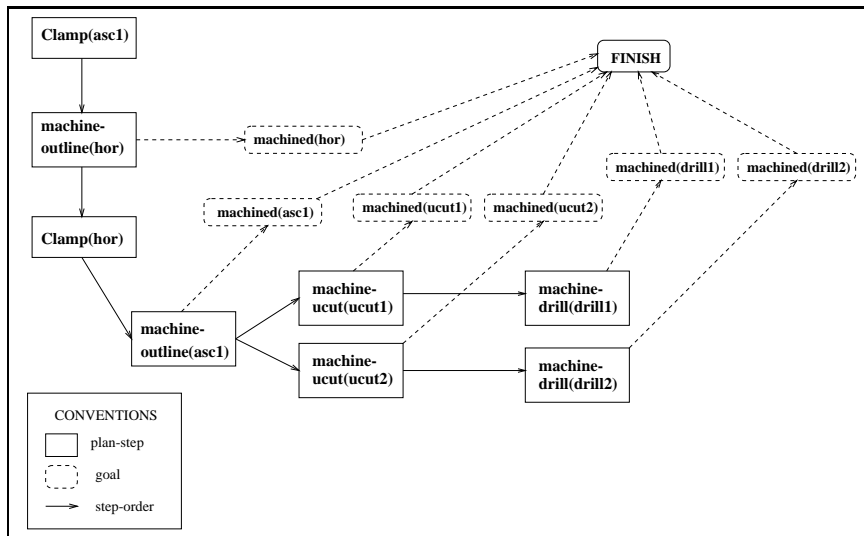 Clamp(asc1)
FINISH
machine-
outline(hor)
machined(hor)
machined(drill1)
machined(drill2)
machined(asc1)
machined(ucut1)
machined(ucut2)
Clamp(hor)
machine-
ucut(ucut1)
machine-
drill(drill1)
machine-
outline(asc1)
machine-
ucut(ucut2)
machine-
drill(drill2)
CONVENTIONS
plan-step
goal
step-order